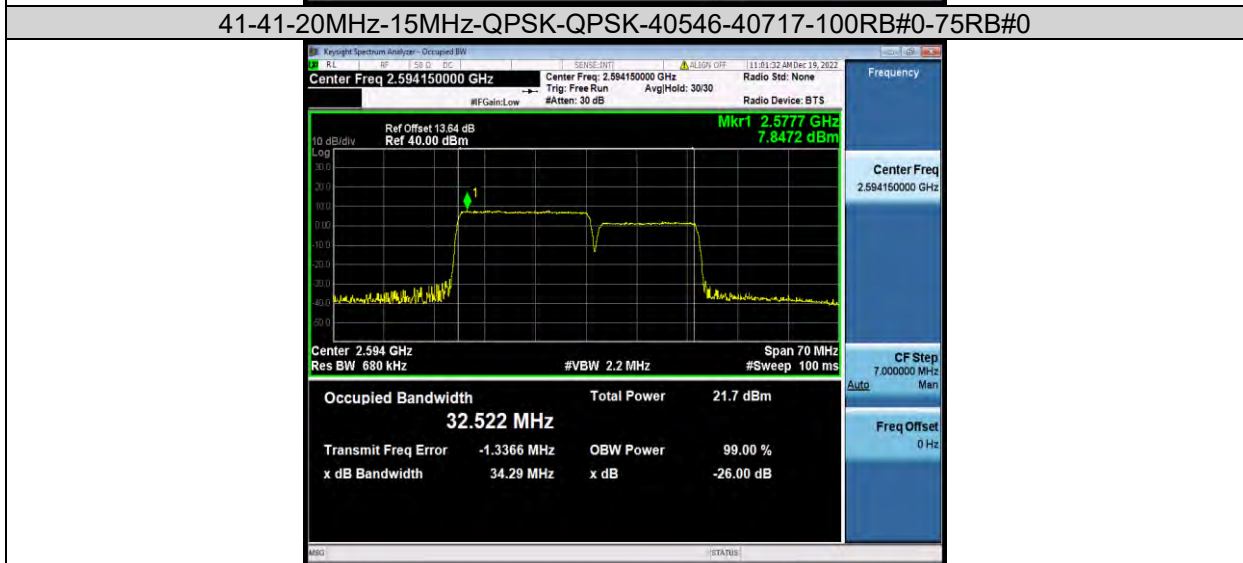 41-41-20MHz-15MHz-QPSK-QPSK-40546-40717-100RB#0-75RB#0
Keysight Spectrum Analyzer - Occupied BW
RL RF 50 Ω DC SENSE:INT ALIGN OFF 11:01:32 AM Dec 19, 2022
Center Freq 2.594150000 GHz
Center Freq: 2.594150000 GHz
Radio Std: None
Trig: Free Run Avg|Hold: 30/30
#IFGain:Low
#Atten: 30 dB
Radio Device: BTS
Frequency
Mkr1 2.5777 GHz
7.8472 dBm
Ref Offset 13.64 dB
10 dB/div Ref 40.00 dBm
Log
30.0
20.0
10.0
0.00
-10.0
-20.0
-30.0
-40.0
-50.0
1
Center 2.594 GHz
Span 70 MHz
Res BW 680 kHz
#VBW 2.2 MHz
#Sweep 100 ms
Center Freq
2.594150000 GHz
CF Step
7.000000 MHz
Auto Man
Freq Offset
0 Hz
Occupied Bandwidth
32.522 MHz
Total Power 21.7 dBm
Transmit Freq Error -1.3366 MHz
OBW Power 99.00 %
x dB Bandwidth 34.29 MHz
x dB -26.00 dB
MSG
STATUS